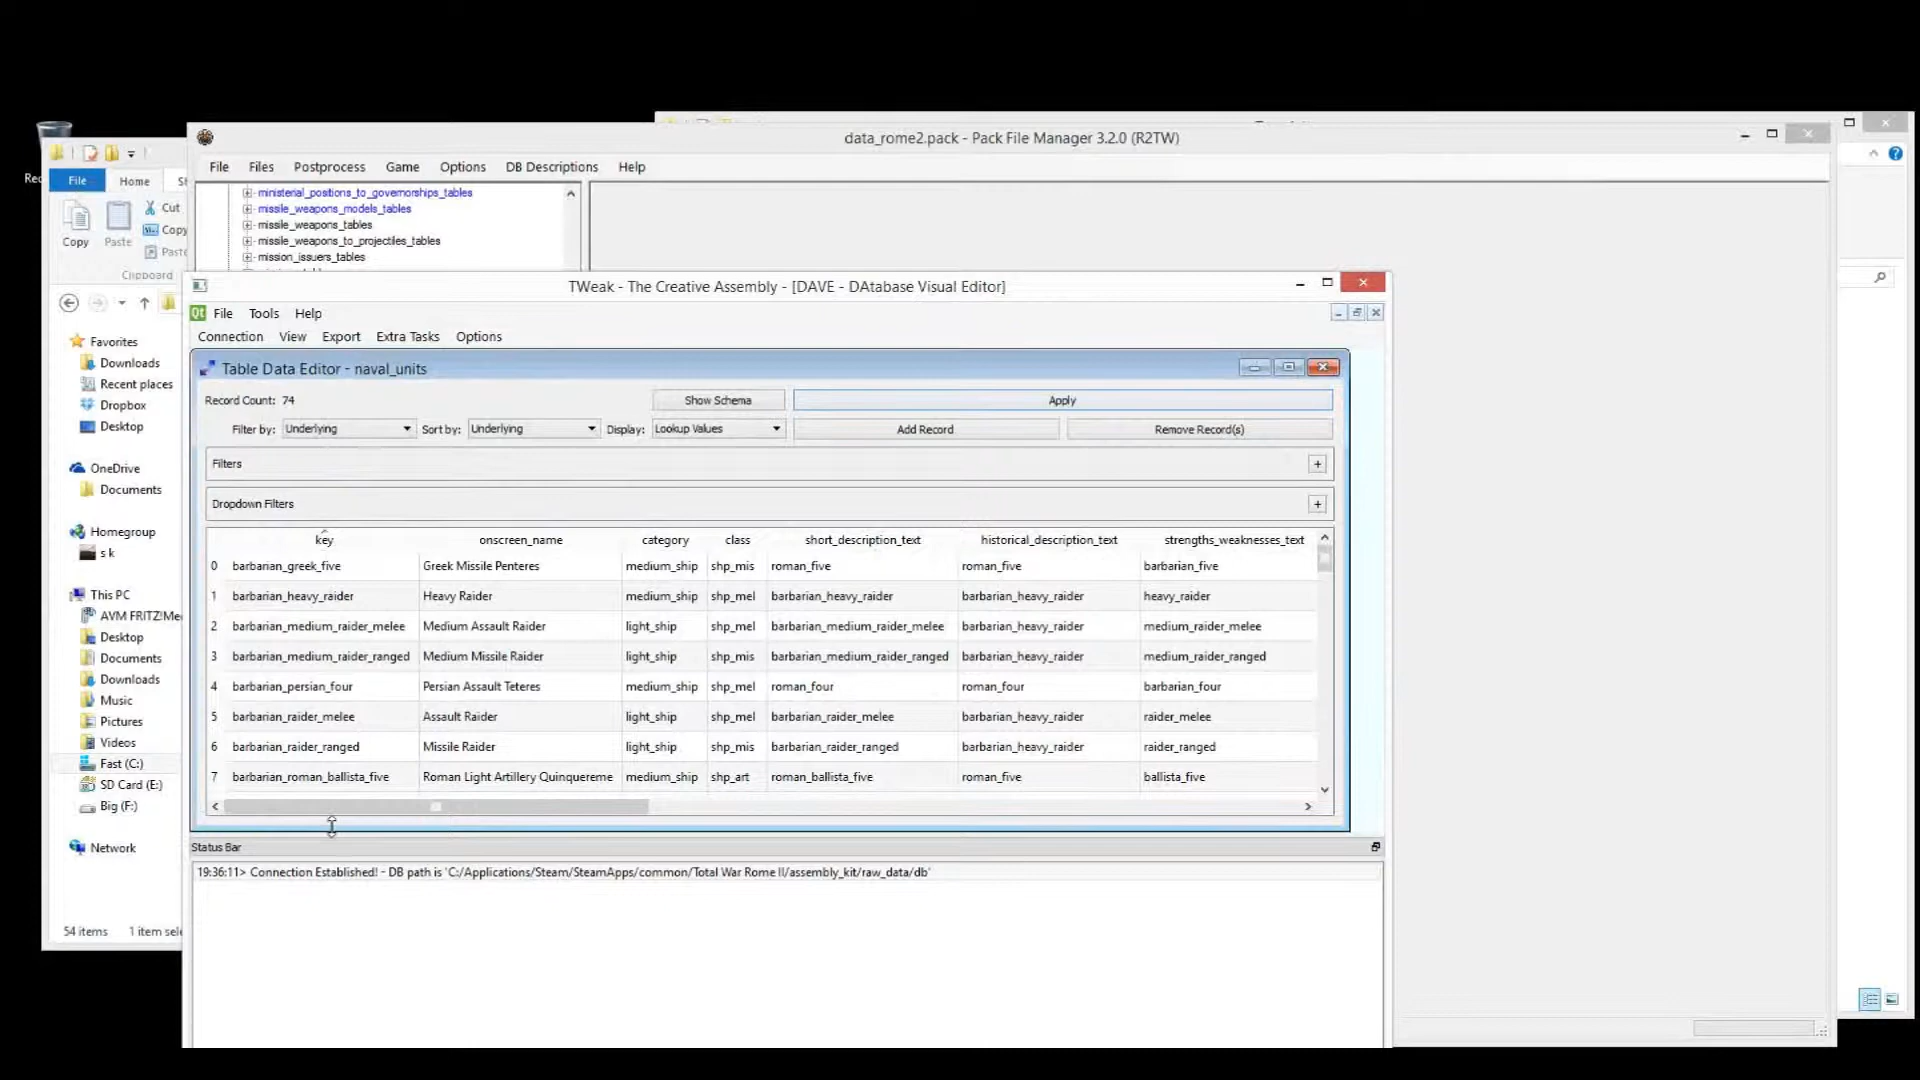 data_rome2.pack - Pack File Manager 3.2.0 (R2TW)
File Files Postprocess Game Options DB Descriptions Help
ministerial_positions_to_governorships_tables
missile_weapons_models_tables
missile_weapons_tables
missile_weapons_to_projectiles_tables
mission_issuers_tables
File Home
Cut
Copy
Copy Paste
Clipboard
Favorites
Downloads
Recent places
Dropbox
Desktop
OneDrive
Documents
Homegroup
s k
This PC
AVM FRITZ!Me
Desktop
Documents
Downloads
Music
Pictures
Videos
Fast (C:)
SD Card (E:)
Big (F:)
Network
54 items 1 item sele
TWeak - The Creative Assembly - [DAVE - DAtabase Visual Editor]
Qt File Tools Help
Connection View Export Extra Tasks Options
Table Data Editor - naval_units
Record Count: 74 Show Schema Apply
Filter by: Underlying Sort by: Underlying Display: Lookup Values Add Record Remove Record(s)
Filters +
Dropdown Filters +
key onscreen_name category class short_description_text historical_description_text strengths_weaknesses_text
0 barbarian_greek_five Greek Missile Penteres medium_ship shp_mis roman_five roman_five barbarian_five
1 barbarian_heavy_raider Heavy Raider medium_ship shp_mel barbarian_heavy_raider barbarian_heavy_raider heavy_raider
2 barbarian_medium_raider_melee Medium Assault Raider light_ship shp_mel barbarian_medium_raider_melee barbarian_heavy_raider medium_raider_melee
3 barbarian_medium_raider_ranged Medium Missile Raider light_ship shp_mis barbarian_medium_raider_ranged barbarian_heavy_raider medium_raider_ranged
4 barbarian_persian_four Persian Assault Teteres medium_ship shp_mel roman_four roman_four barbarian_four
5 barbarian_raider_melee Assault Raider light_ship shp_mel barbarian_raider_melee barbarian_heavy_raider raider_melee
6 barbarian_raider_ranged Missile Raider light_ship shp_mis barbarian_raider_ranged barbarian_heavy_raider raider_ranged
7 barbarian_roman_ballista_five Roman Light Artillery Quinquereme medium_ship shp_art roman_ballista_five roman_five ballista_five
Status Bar
19:36:11> Connection Established! - DB path is 'C:/Applications/Steam/SteamApps/common/Total War Rome II/assembly_kit/raw_data/db'